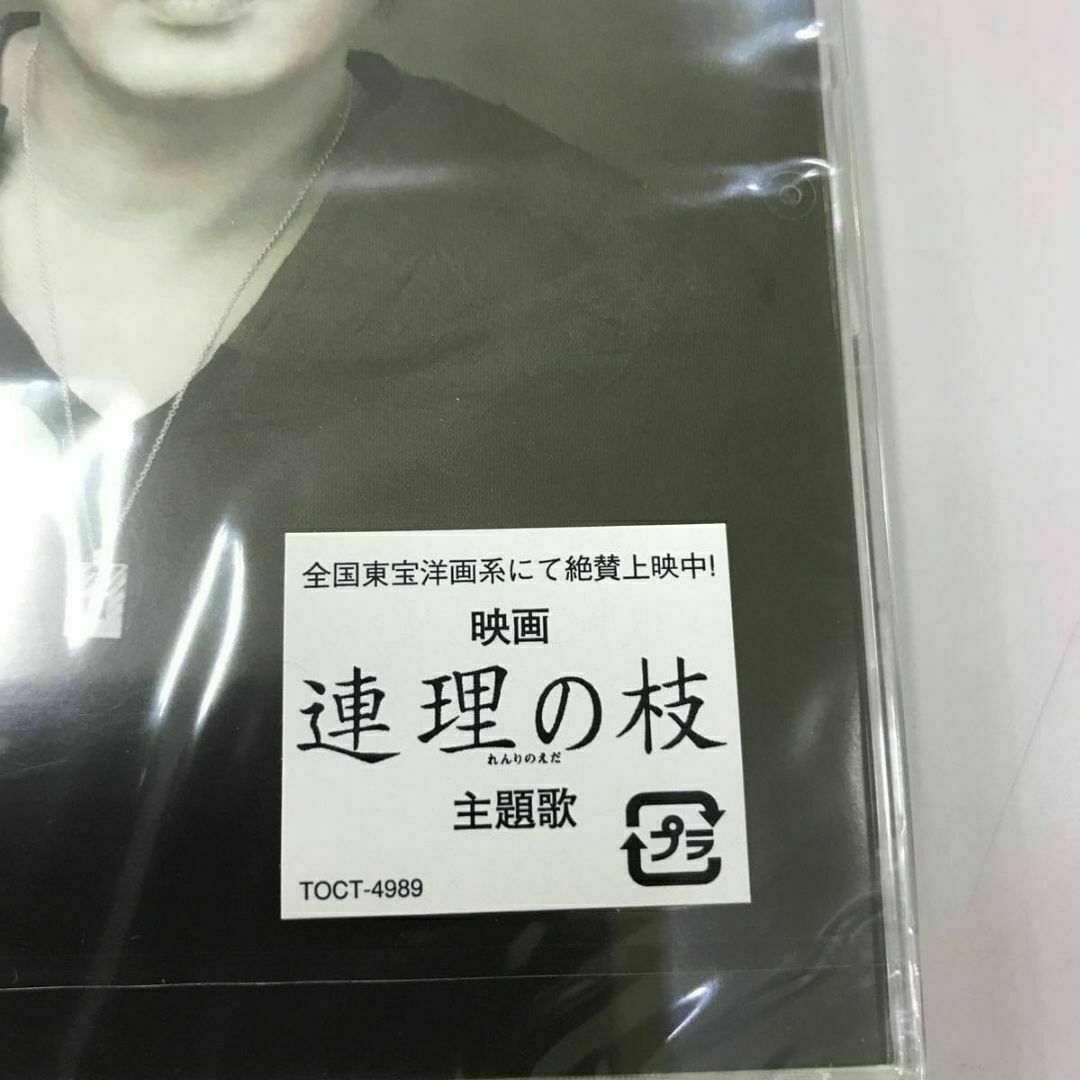 全国東宝洋画系にて絶賛上映中!
映画
連理の枝
れんりのえだ
主題歌
プラ
TOCT-4989